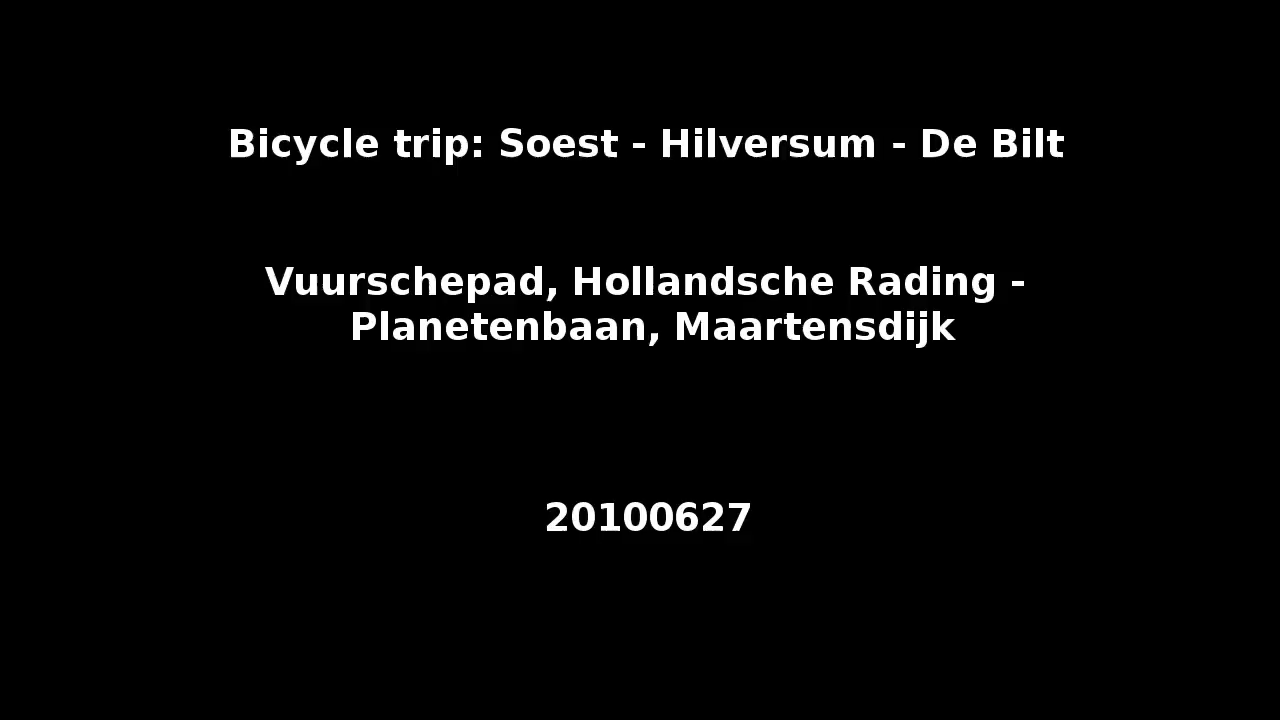 Bicycle trip: Soest - Hilversum - De Bilt
Vuurschepad, Hollandsche Rading -
Planetenbaan, Maartensdijk
20100627